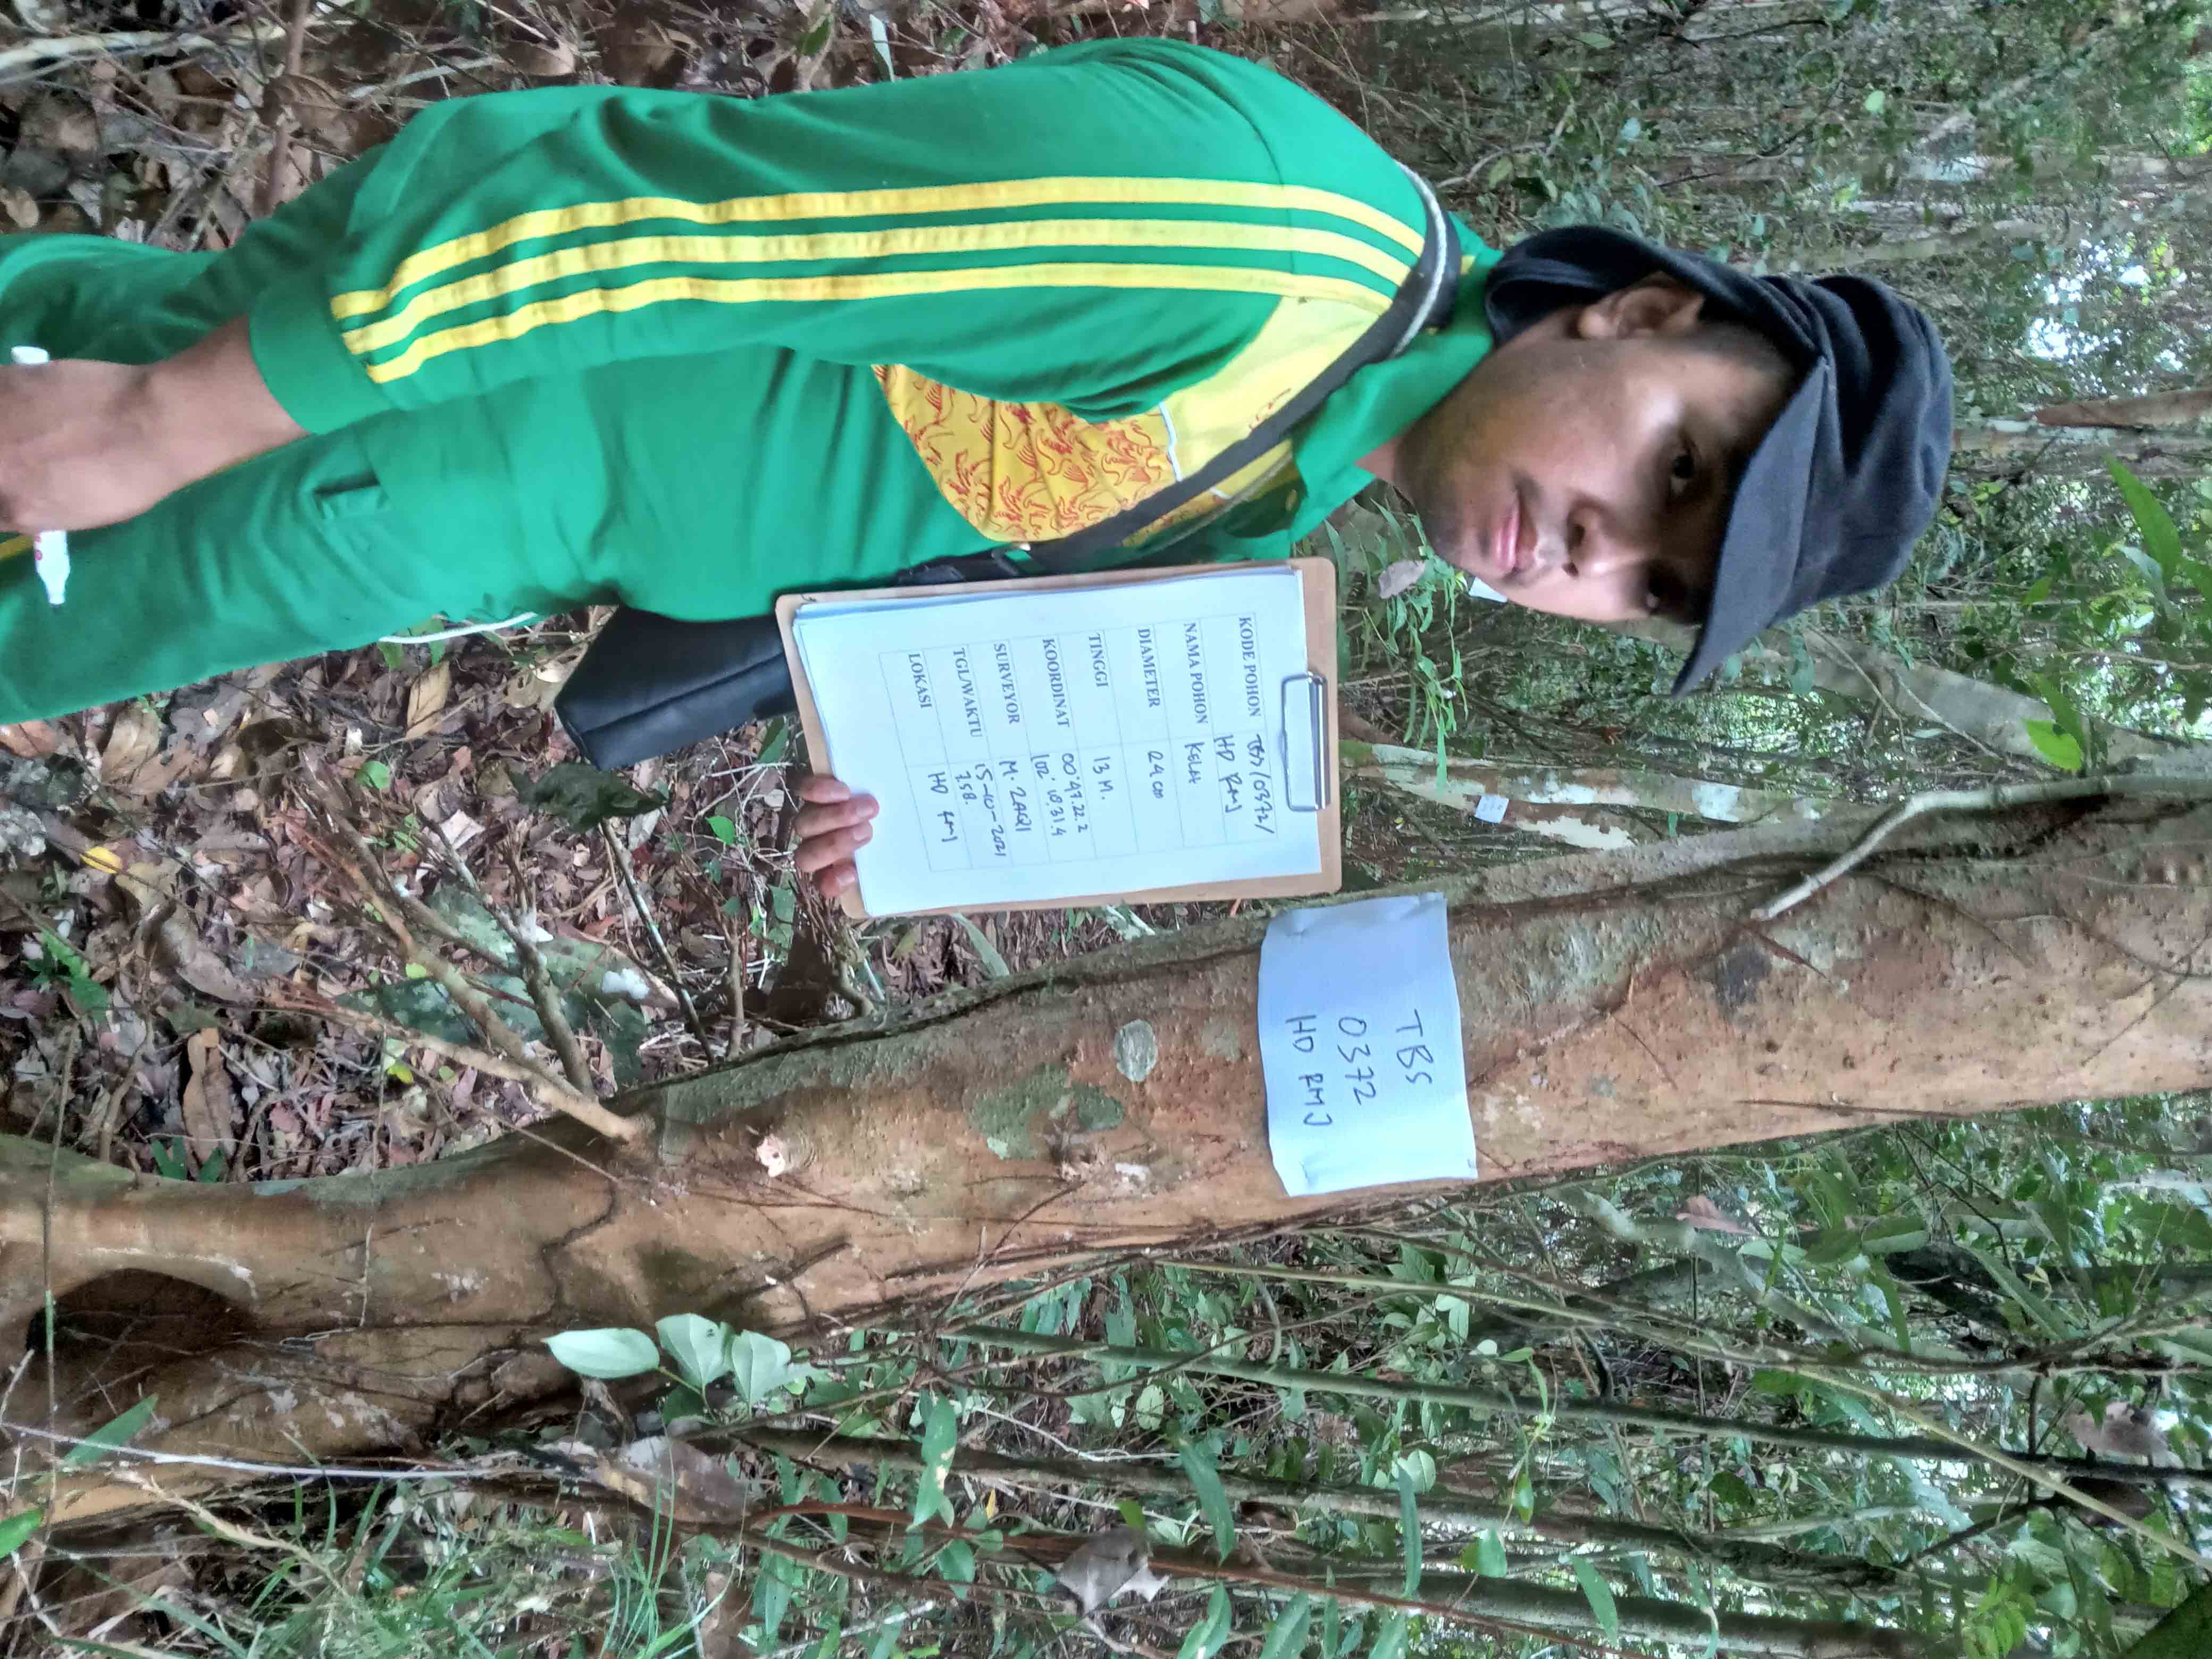 TBS
0372
HD RMJ
KODE POHON TBS/0372/
HD RMJ
NAMA POHON KELAT
DIAMETER 24 cm
TINGGI 13 M.
KOORDINAT 00°47.22.2
102° 10.31.4
SURVEYOR M. ZAQI
TGL/WAKTU 15-10-2021
7.58.
LOKASI HD RMJ